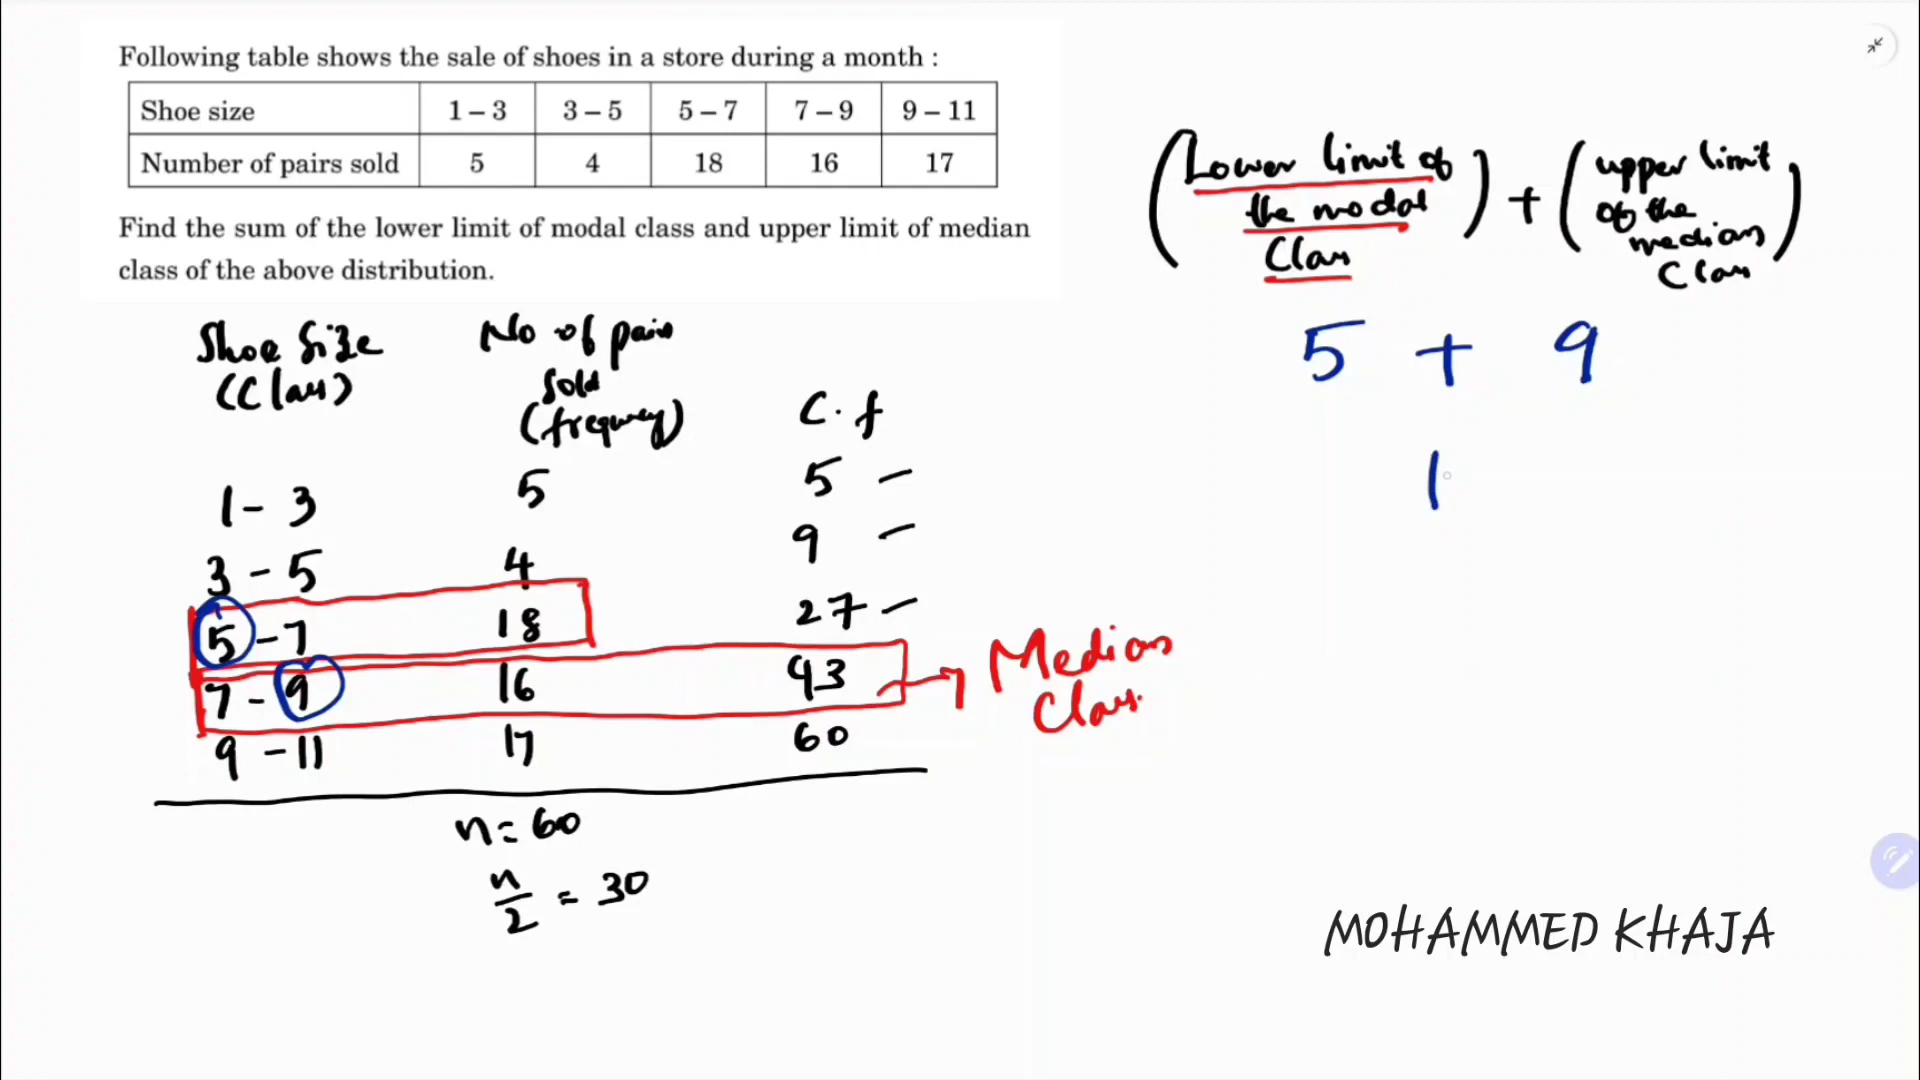 Following table shows the sale of shoes in a store during a month :
Shoe size 1 – 3 3 – 5 5 – 7 7 – 9 9 – 11
Number of pairs sold 5 4 18 16 17
Find the sum of the lower limit of modal class and upper limit of median
class of the above distribution.
(Lower limit of the modal Class) + (upper limit of the median Class)
5 + 9
1
Shoe Size (Class) No of pairs sold (frequency) C.f
1 - 3 5 5 –
3 - 5 4 9 –
5 - 7 18 27 –
7 - 9 16 43 → Median Class
9 - 11 17 60
n = 60
n/2 = 30
MOHAMMED KHAJA